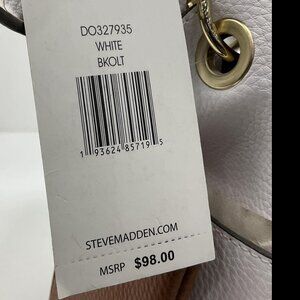 DO327935
WHITE
BKOLT
1 93624 85719 5
STEVEMADDEN.COM
MSRP $98.00